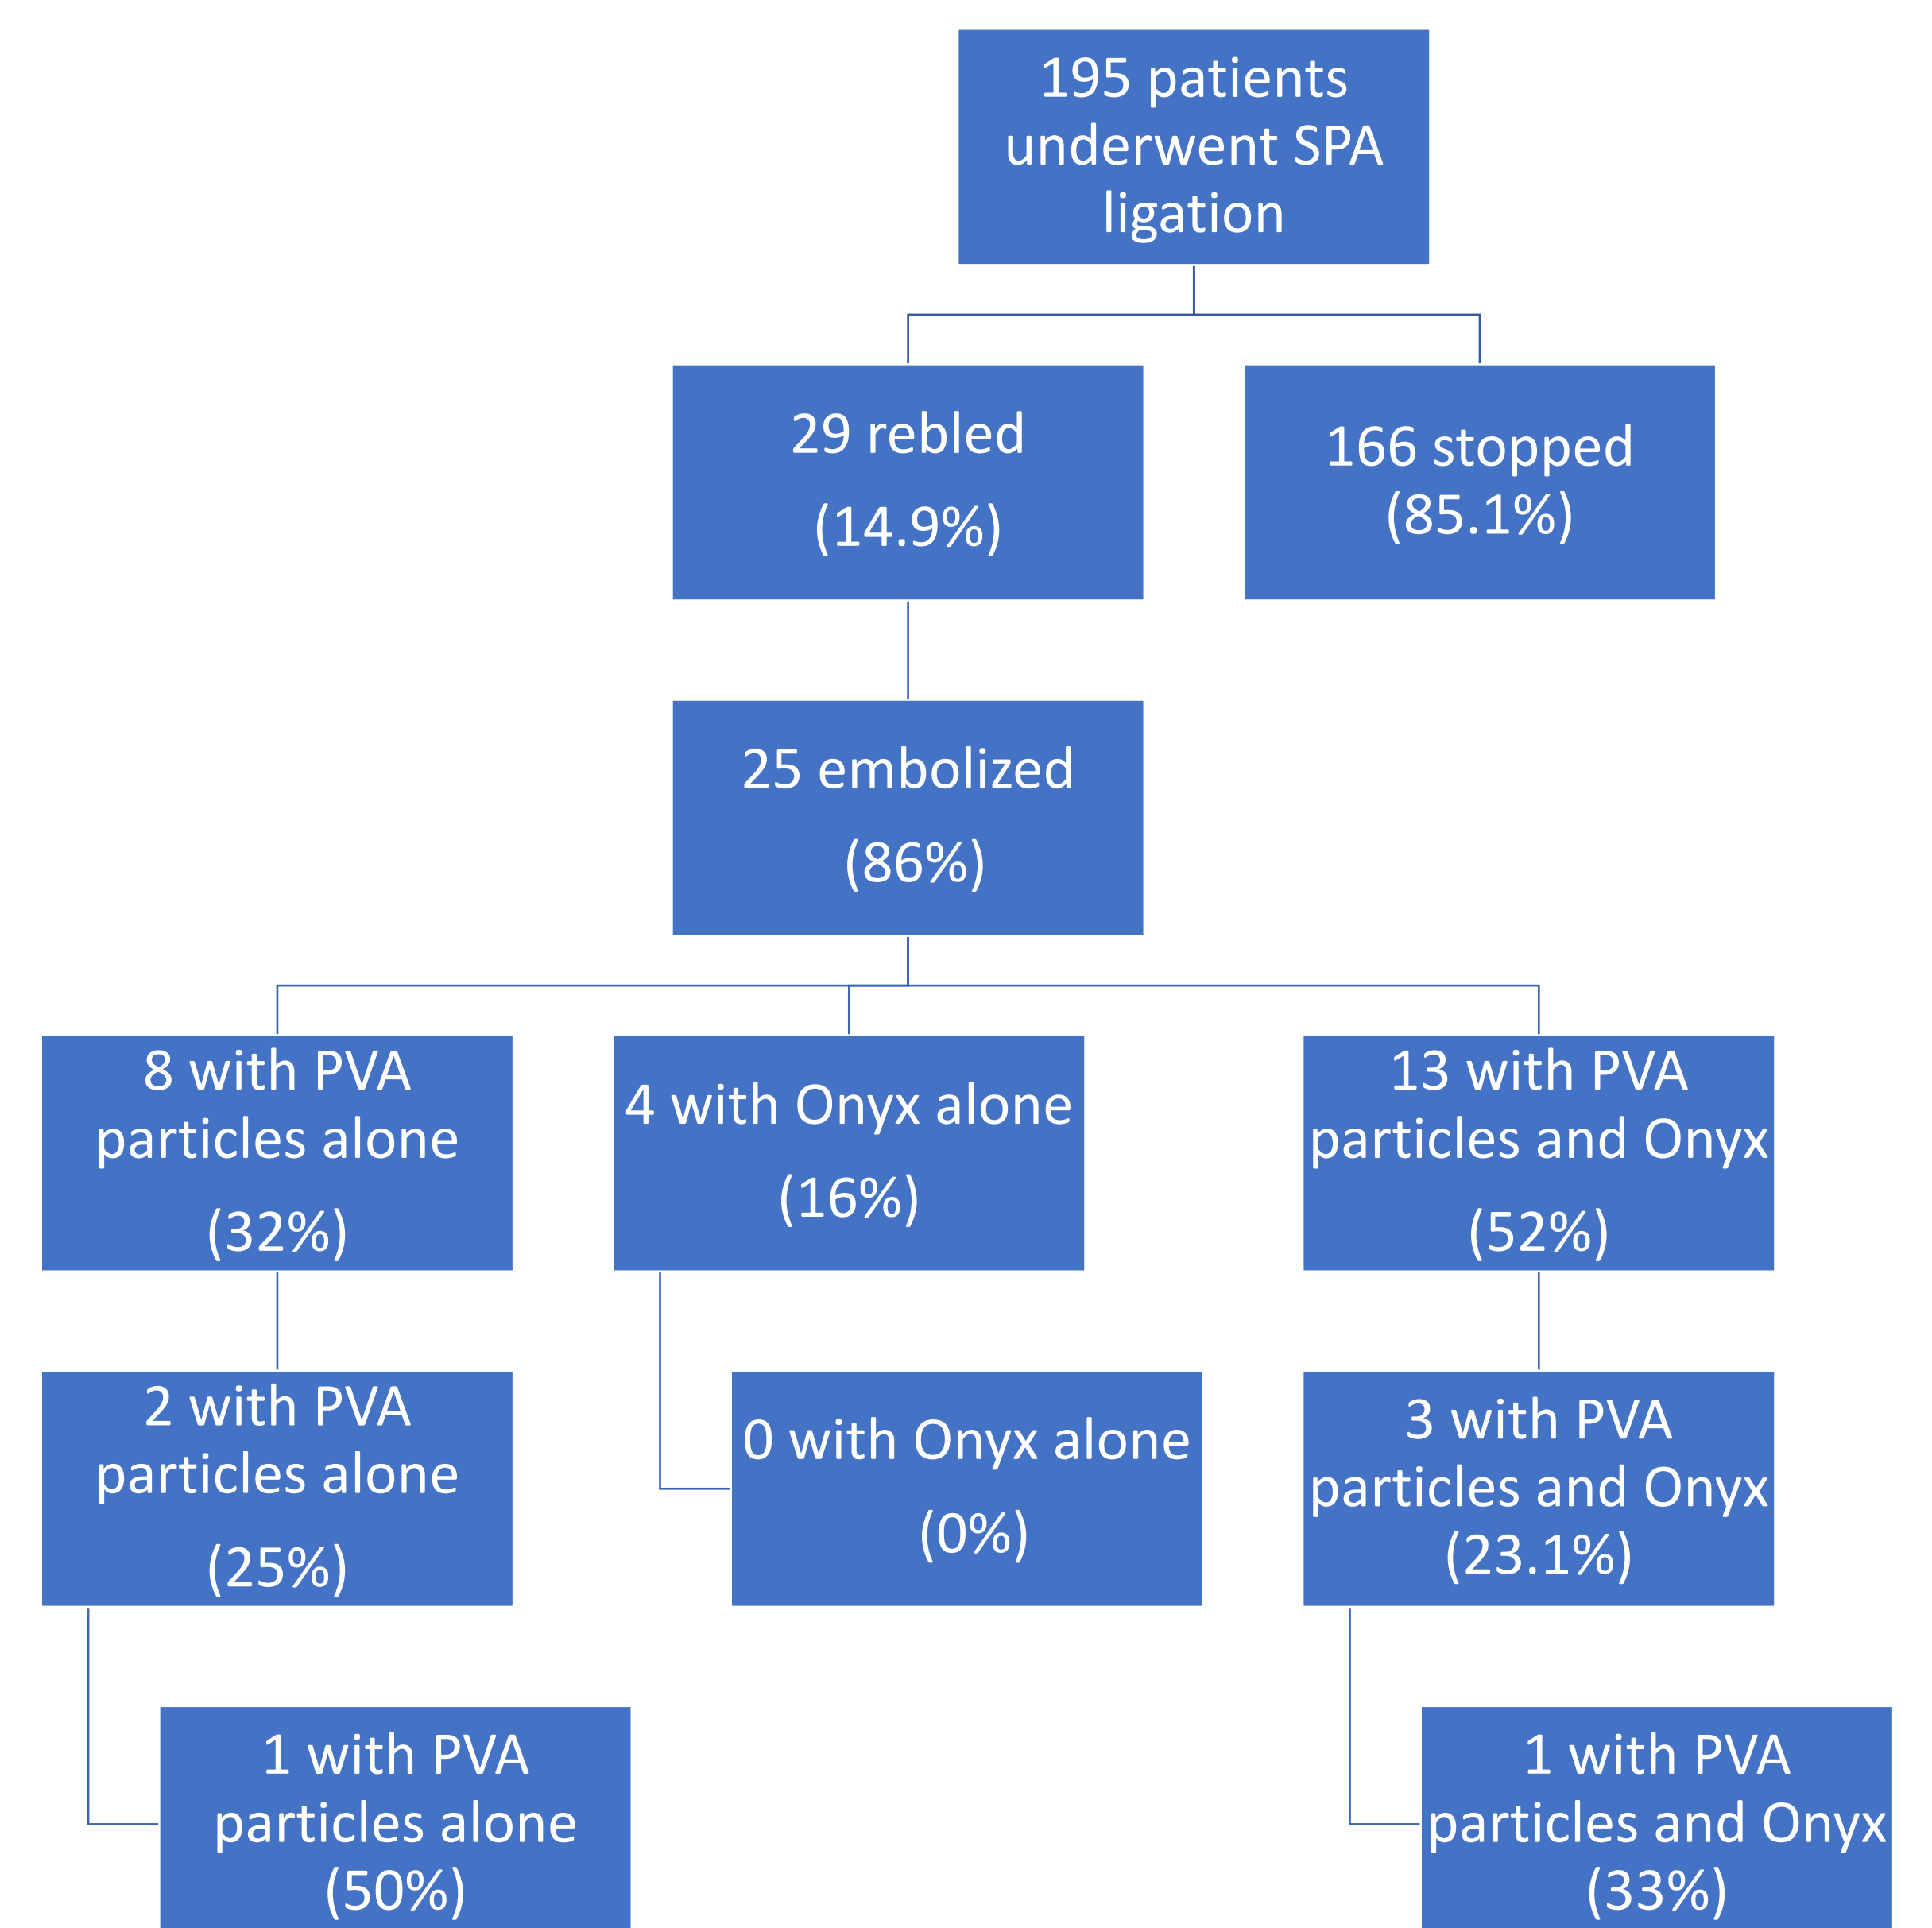 195 patients
underwent SPA
ligation
29 rebled
(14.9%)
166 stopped
(85.1%)
25 embolized
(86%)
8 with PVA
particles alone
(32%)
4 with Onyx alone
(16%)
13 with PVA
particles and Onyx
(52%)
2 with PVA
particles alone
(25%)
0 with Onyx alone
(0%)
3 with PVA
particles and Onyx
(23.1%)
1 with PVA
particles alone
(50%)
1 with PVA
particles and Onyx
(33%)